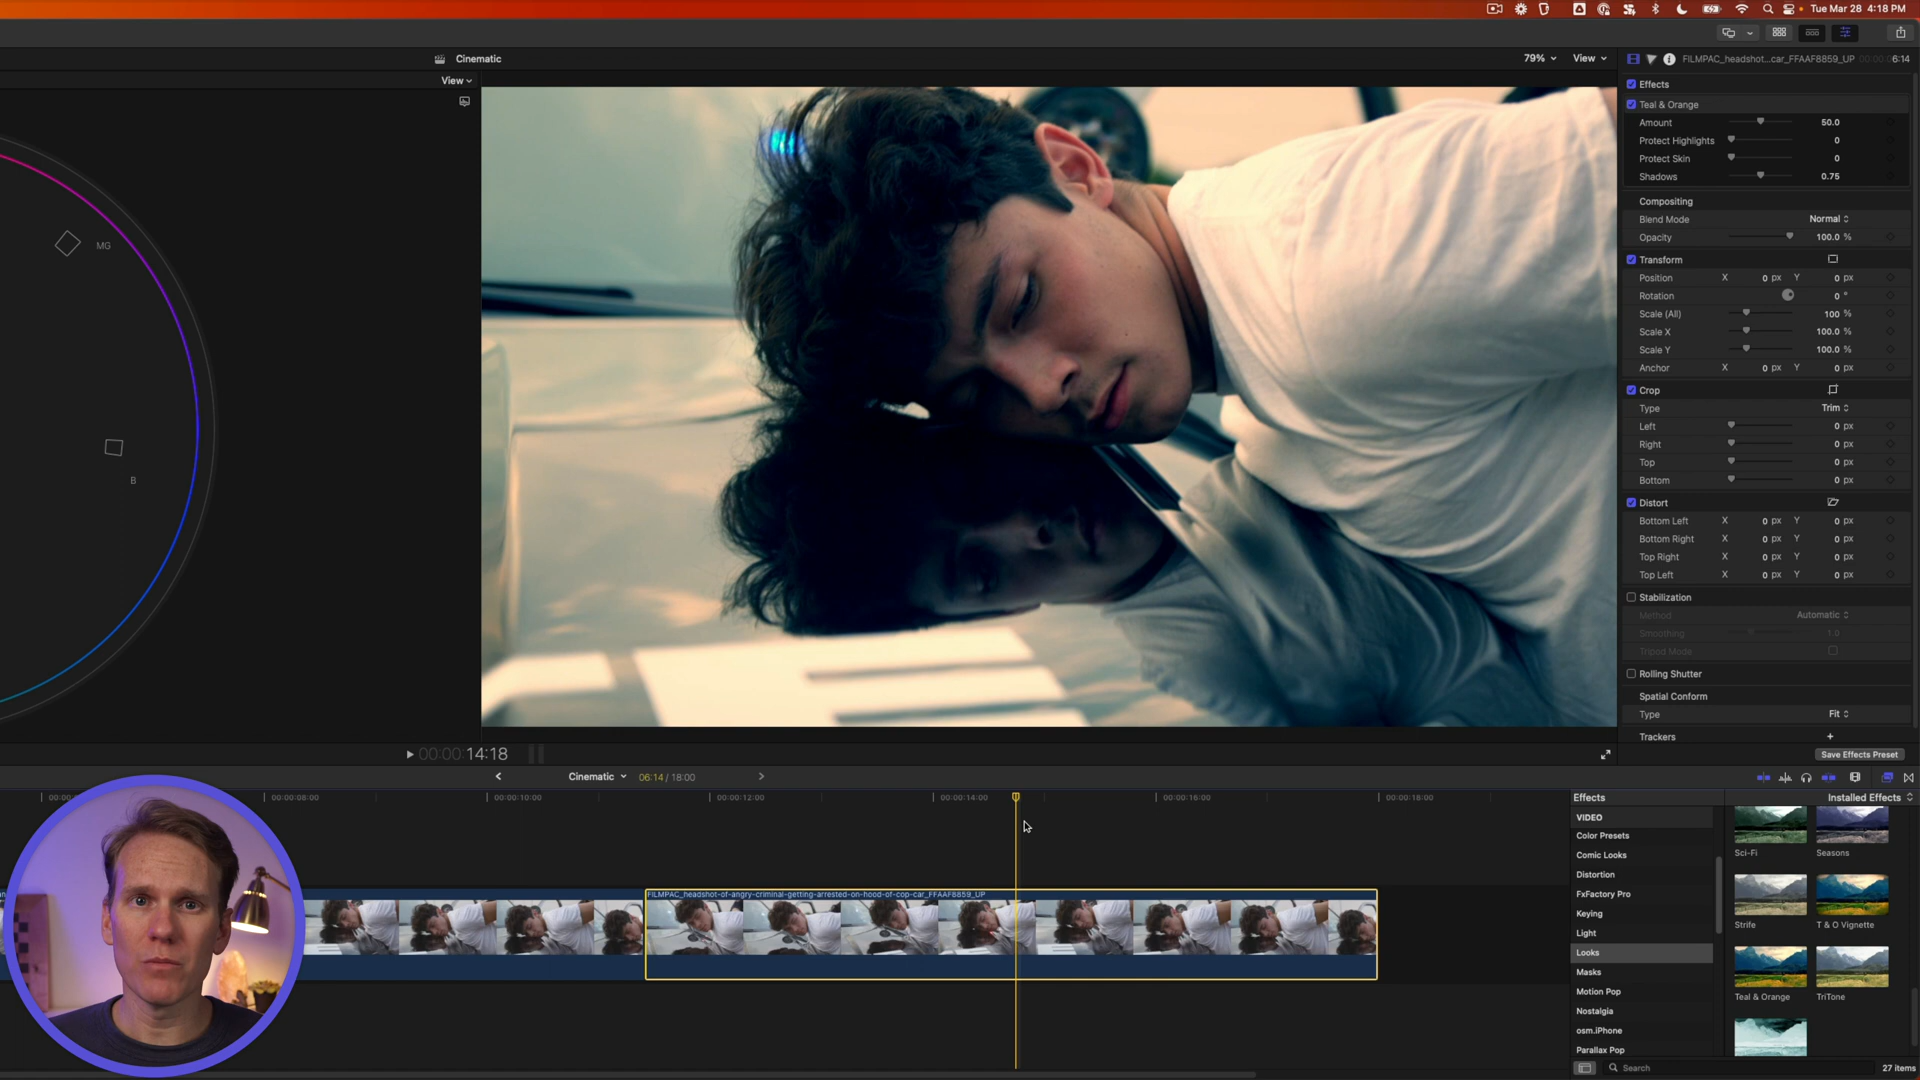 Tue Mar 28 4:18 PM
Cinematic
79%
View
FILMPAC_headshot...car_FFAAF8859_UP 00:00:06:14
View
Effects
Teal & Orange
Amount 50.0
Protect Highlights 0
Protect Skin 0
Shadows 0.75
Compositing
Blend Mode Normal
Opacity 100.0 %
Transform
Position X 0 px Y 0 px
Rotation 0 °
Scale (All) 100 %
Scale X 100.0 %
Scale Y 100.0 %
Anchor X 0 px Y 0 px
Crop
Type Trim
Left 0 px
Right 0 px
Top 0 px
Bottom 0 px
Distort
Bottom Left X 0 px Y 0 px
Bottom Right X 0 px Y 0 px
Top Right X 0 px Y 0 px
Top Left X 0 px Y 0 px
Stabilization
Method Automatic
Smoothing 1.0
Tripod Mode
Rolling Shutter
Spatial Conform
Type Fit
Trackers +
Save Effects Preset
MG
B
00:00:14:18
Cinematic 06:14 / 18:00
00:00:08:00
00:00:10:00
00:00:12:00
00:00:14:00
00:00:16:00
00:00:18:00
FILMPAC_headshot-of-angry-criminal-getting-arrested-on-hood-of-cop-car_FFAAF8859_UP
Effects
Installed Effects
VIDEO
Color Presets
Comic Looks
Distortion
FxFactory Pro
Keying
Light
Looks
Masks
Motion Pop
Nostalgia
osm.iPhone
Parallax Pop
Sci-Fi
Seasons
Strife
T & O Vignette
Teal & Orange
TriTone
Search
27 items